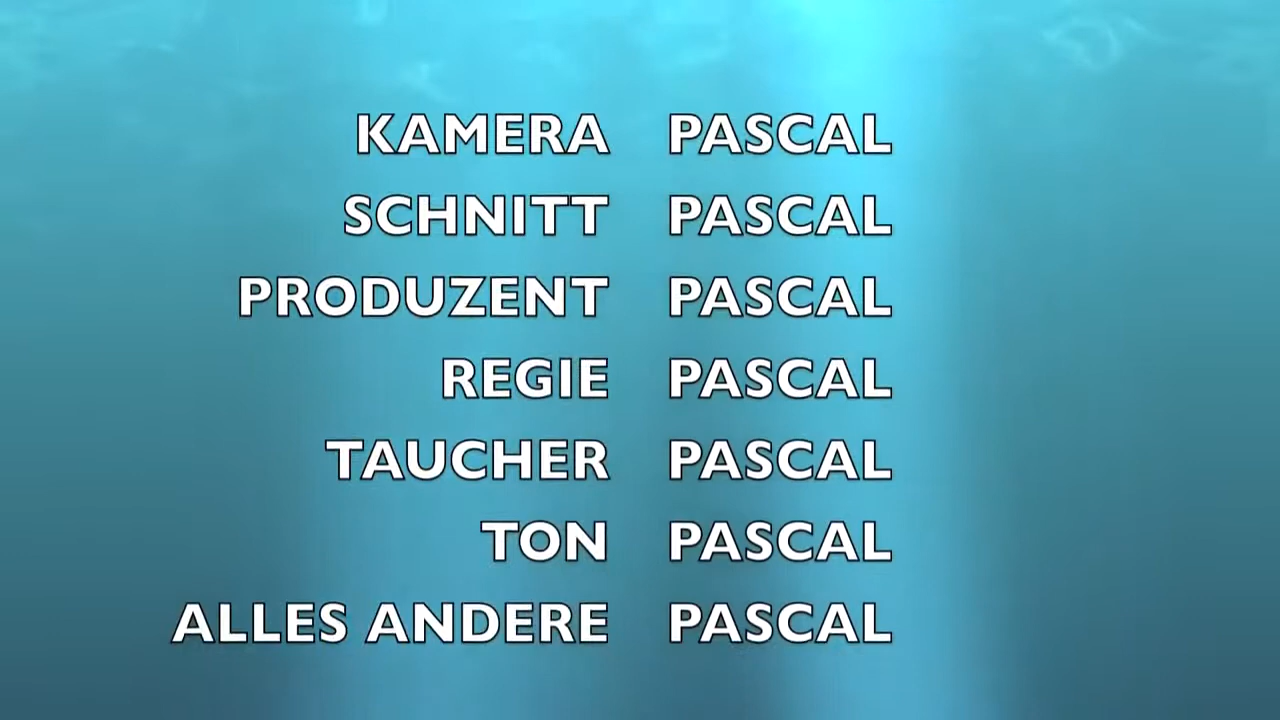 KAMERA PASCAL
SCHNITT PASCAL
PRODUZENT PASCAL
REGIE PASCAL
TAUCHER PASCAL
TON PASCAL
ALLES ANDERE PASCAL